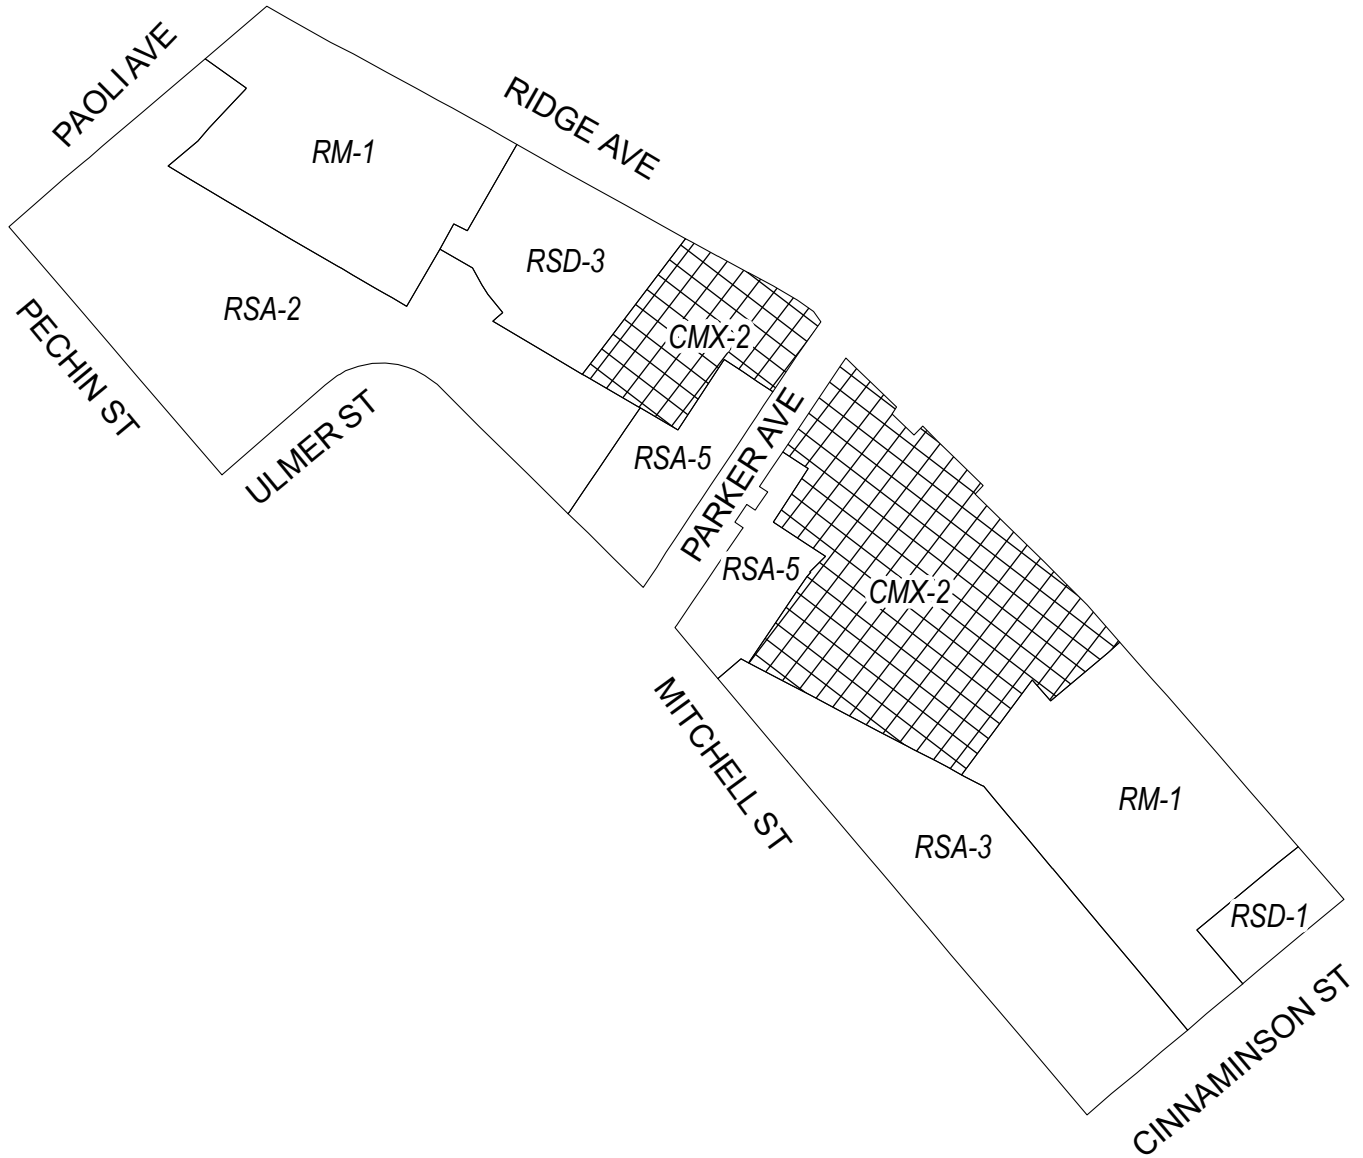 PAOLI AVE
RIDGE AVE
RM-1
RSD-3
RSA-2
CMX-2
PECHIN ST
ULMER ST
RSA-5
PARKER AVE
RSA-5
CMX-2
MITCHELL ST
RM-1
RSA-3
RSD-1
CINNAMINSON ST